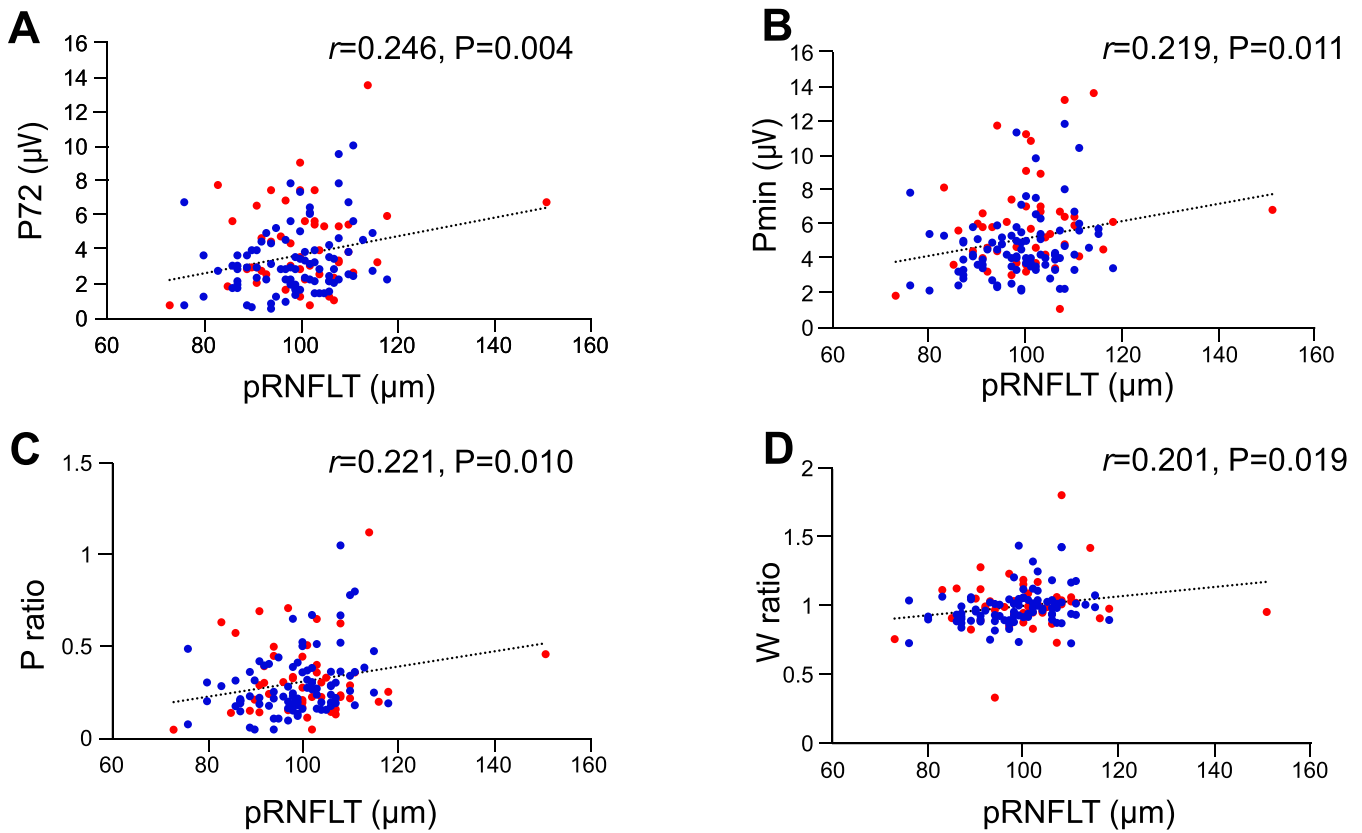 A
r=0.246, P=0.004
P72 (µV)
16
14
12
10
8
6
4
2
0
60 80 100 120 140 160
pRNFLT (µm)
B
r=0.219, P=0.011
Pmin (µV)
16
14
12
10
8
6
4
2
0
60 80 100 120 140 160
pRNFLT (µm)
C
r=0.221, P=0.010
P ratio
1.5
1
0.5
0
60 80 100 120 140 160
pRNFLT (µm)
D
r=0.201, P=0.019
W ratio
2
1.5
1
0.5
0
60 80 100 120 140 160
pRNFLT (µm)